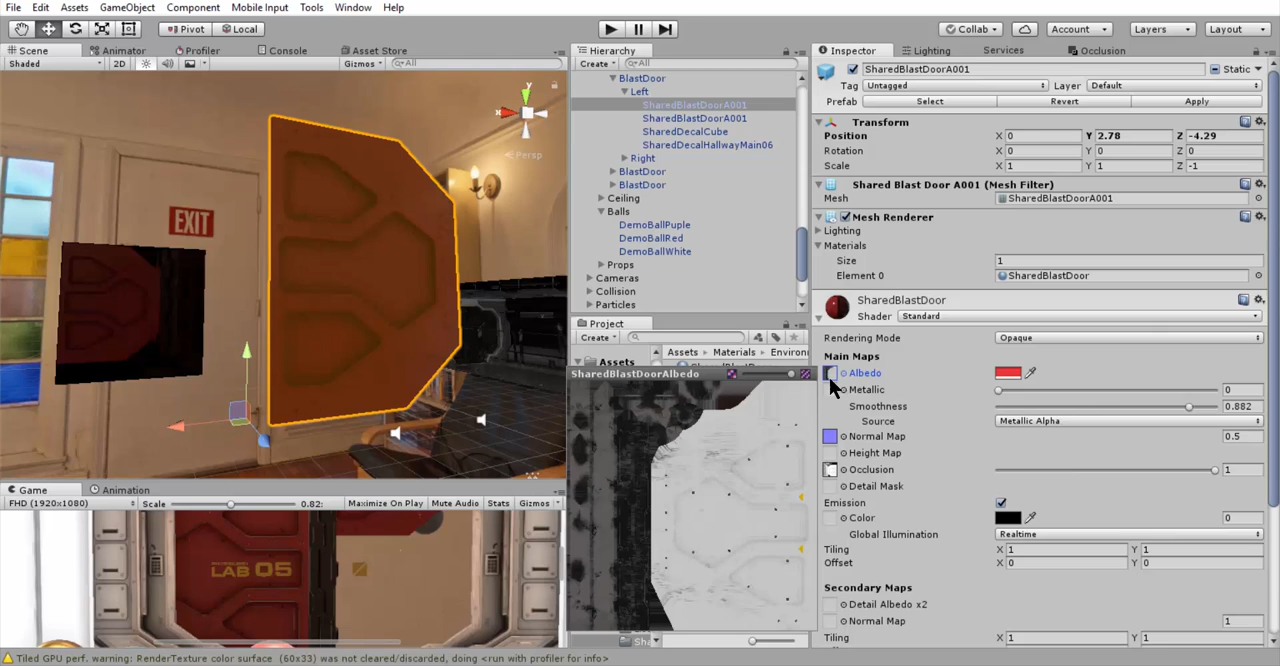 File Edit Assets GameObject Component Mobile Input Tools Window Help
Pivot Local Collab Account Layers Layout
Scene Animator Profiler Console Asset Store
Shaded 2D Gizmos All
EXIT
Persp
Game Animation
FHD (1920x1080) Scale 0.82: Maximize On Play Mute Audio Stats Gizmos
LAB 05
Hierarchy
Create All
BlastDoor
Left
SharedBlastDoorA001
SharedBlastDoorA001
SharedDecalCube
SharedDecalHallwayMain06
Right
BlastDoor
BlastDoor
Ceiling
Balls
DemoBallPuple
DemoBallRed
DemoBallWhite
Props
Cameras
Collision
Particles
Project
Create
Assets Assets Materials Environ
SharedBlastDoorAlbedo
Inspector Lighting Services Occlusion
SharedBlastDoorA001 Static
Tag Untagged Layer Default
Prefab Select Revert Apply
Transform
Position X 0 Y 2.78 Z -4.29
Rotation X 0 Y 0 Z 0
Scale X 1 Y 1 Z -1
Shared Blast Door A001 (Mesh Filter)
Mesh SharedBlastDoorA001
Mesh Renderer
Lighting
Materials
Size 1
Element 0 SharedBlastDoor
SharedBlastDoor
Shader Standard
Rendering Mode Opaque
Main Maps
Albedo
Metallic 0
Smoothness 0.882
Source Metallic Alpha
Normal Map 0.5
Height Map
Occlusion 1
Detail Mask
Emission
Color 0
Global Illumination Realtime
Tiling X 1 Y 1
Offset X 0 Y 0
Secondary Maps
Detail Albedo x2
Normal Map 1
Tiling X 1 Y 1
Tiled GPU perf. warning: RenderTexture color surface (60x33) was not cleared/discarded, doing <run with profiler for info>